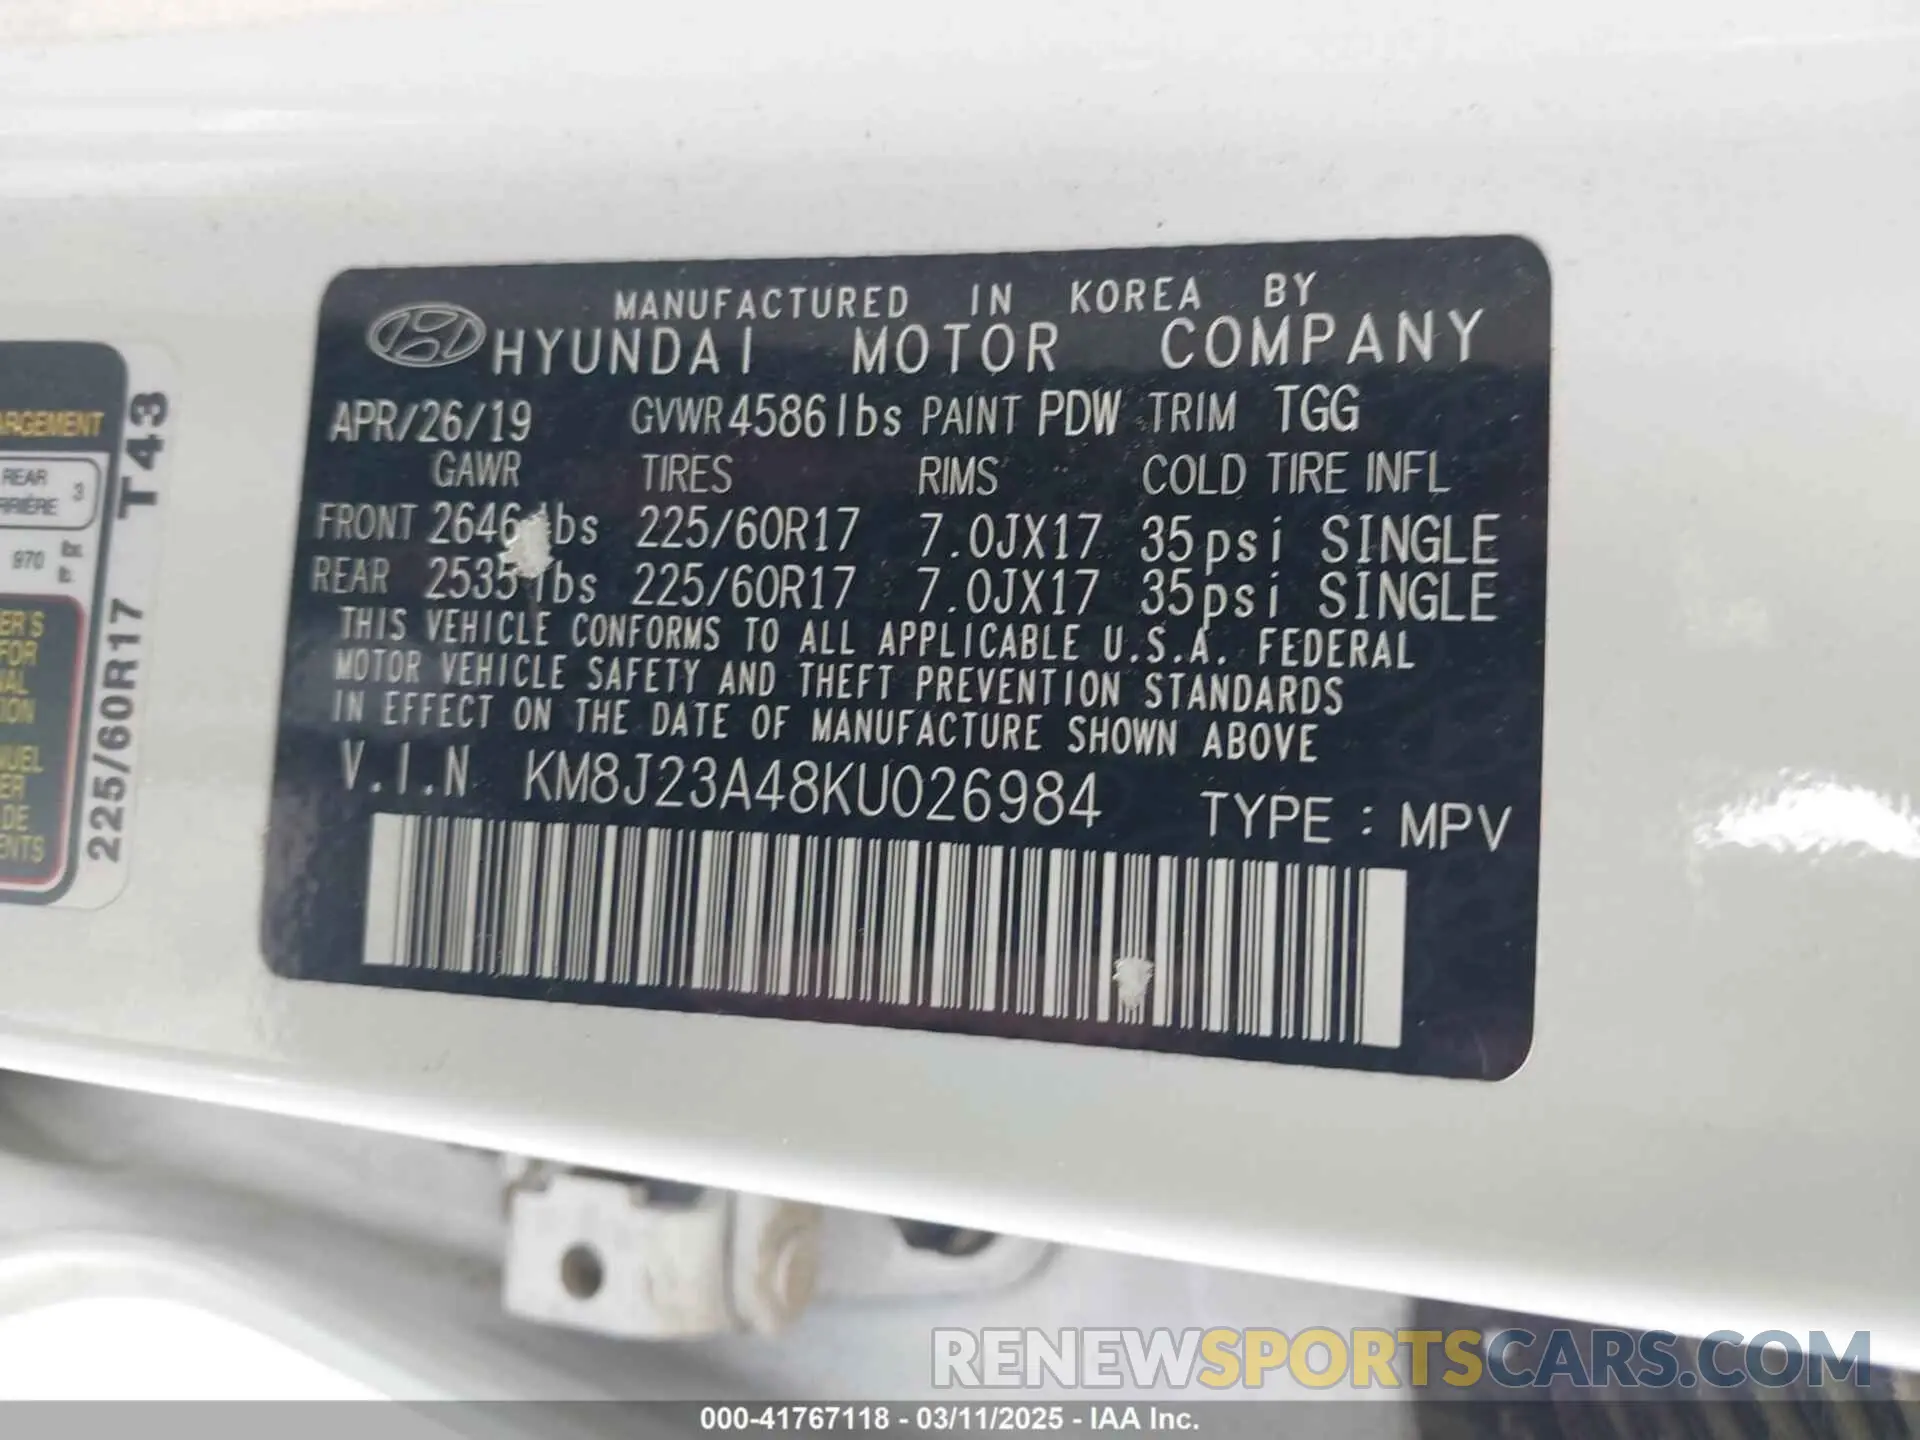 MANUFACTURED IN KOREA BY
HYUNDAI MOTOR COMPANY
APR/26/19 GVWR 4586lbs PAINT PDW TRIM TGG
GAWR TIRES RIMS COLD TIRE INFL
FRONT 2646 lbs 225/60R17 7.0JX17 35psi SINGLE
REAR 2535 lbs 225/60R17 7.0JX17 35psi SINGLE
THIS VEHICLE CONFORMS TO ALL APPLICABLE U.S.A. FEDERAL
MOTOR VEHICLE SAFETY AND THEFT PREVENTION STANDARDS
IN EFFECT ON THE DATE OF MANUFACTURE SHOWN ABOVE
V.I.N KM8J23A48KU026984 TYPE : MPV
REAR 3
970 lbs.
225/60R17 T43
RENEWSPORTSCARS.COM
000-41767118 - 03/11/2025 - IAA Inc.